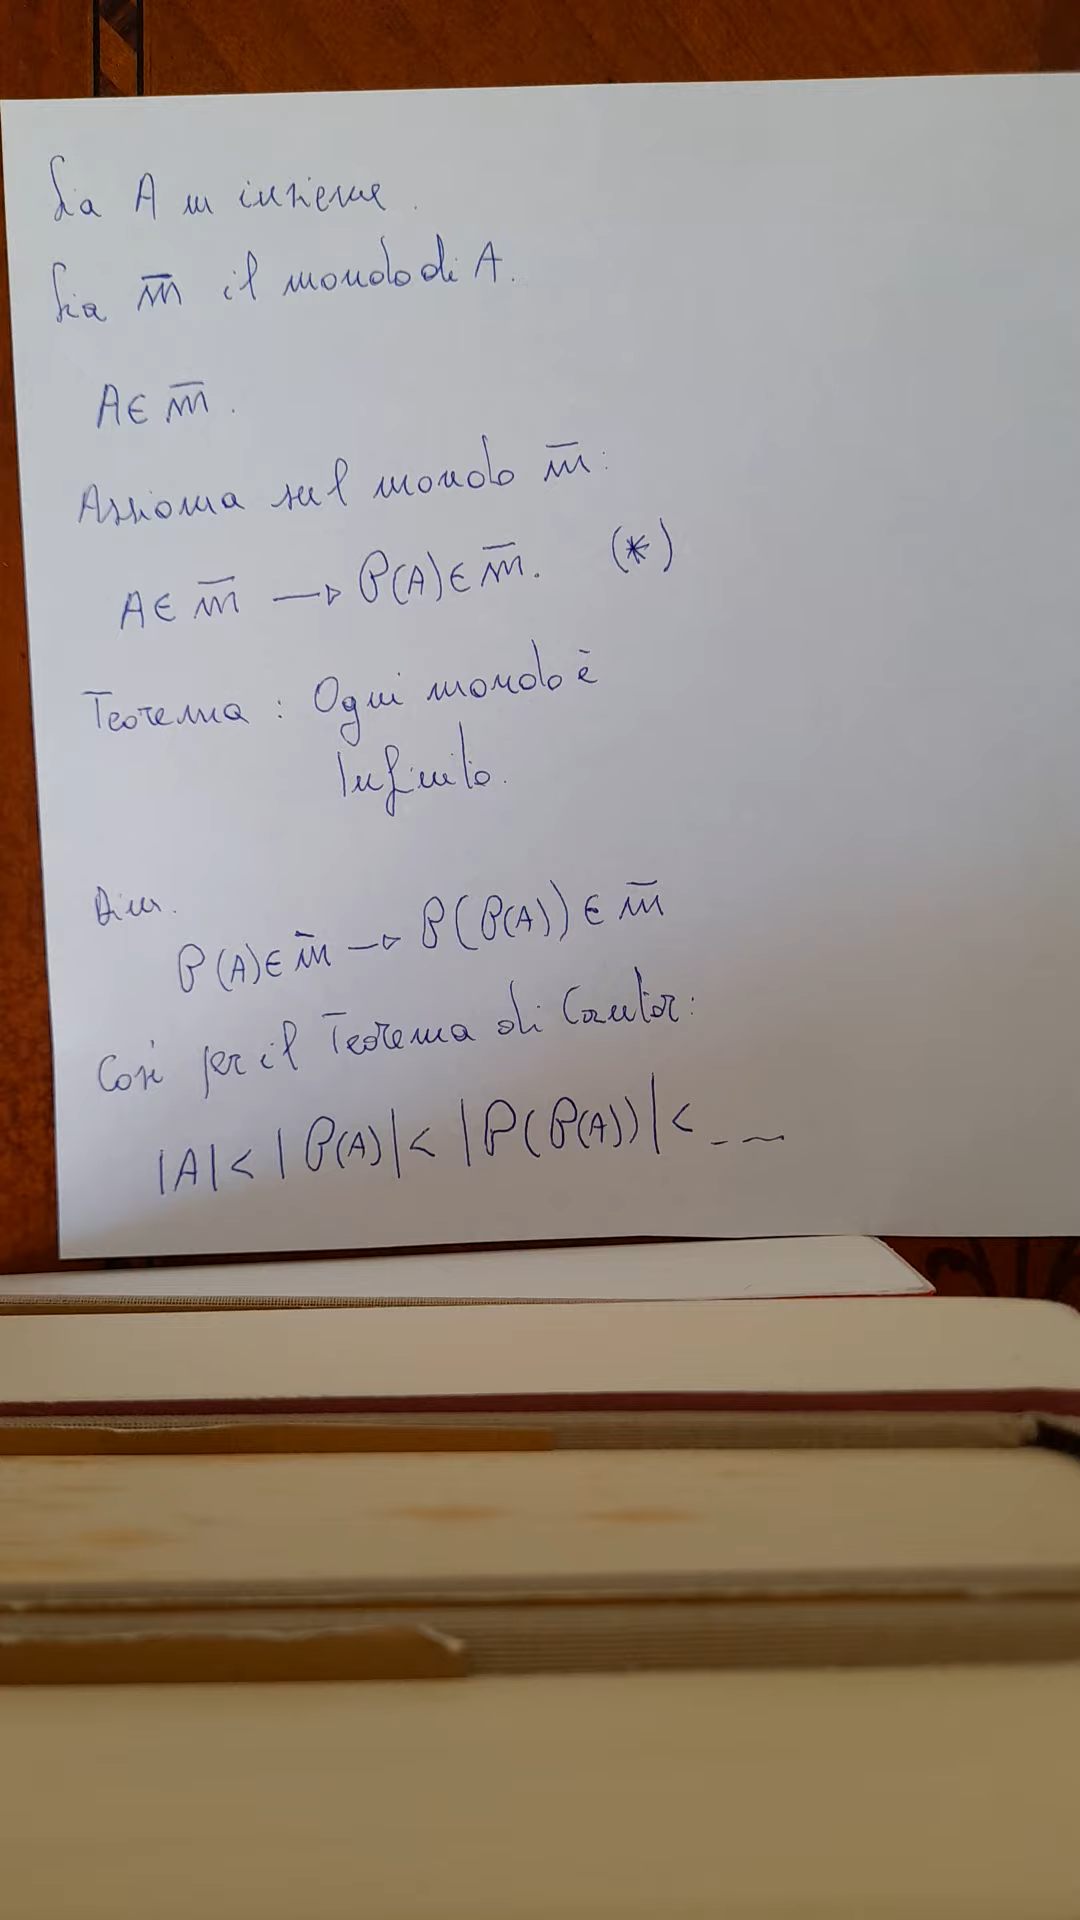 Sia A un insieme.
Sia m̅ il mondo di A.
A ∈ m̅.
Assioma sul mondo m̅:
A ∈ m̅ → P(A) ∈ m̅. (*)
Teorema: Ogni mondo è
Infinito.
Dim.
P(A) ∈ m̅ → P(P(A)) ∈ m̅
Così per il Teorema di Cantor:
|A| < |P(A)| < |P(P(A))| < ...